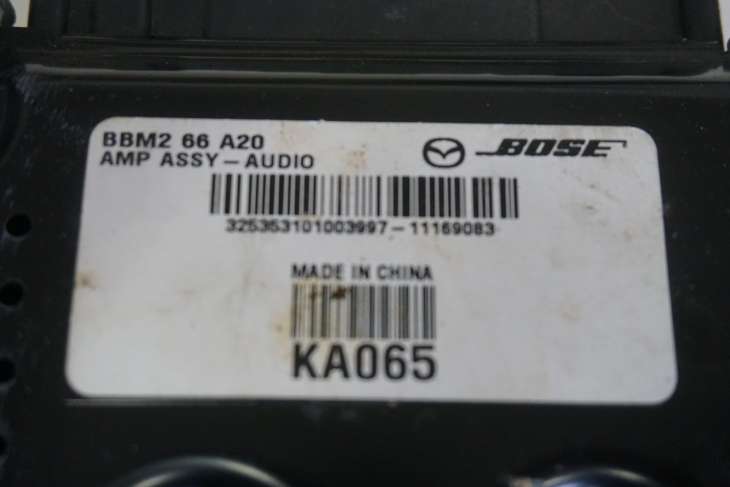 BBM2 66 A20
AMP ASSY-AUDIO
BOSE
325353101003997-11169083
MADE IN CHINA
KA065